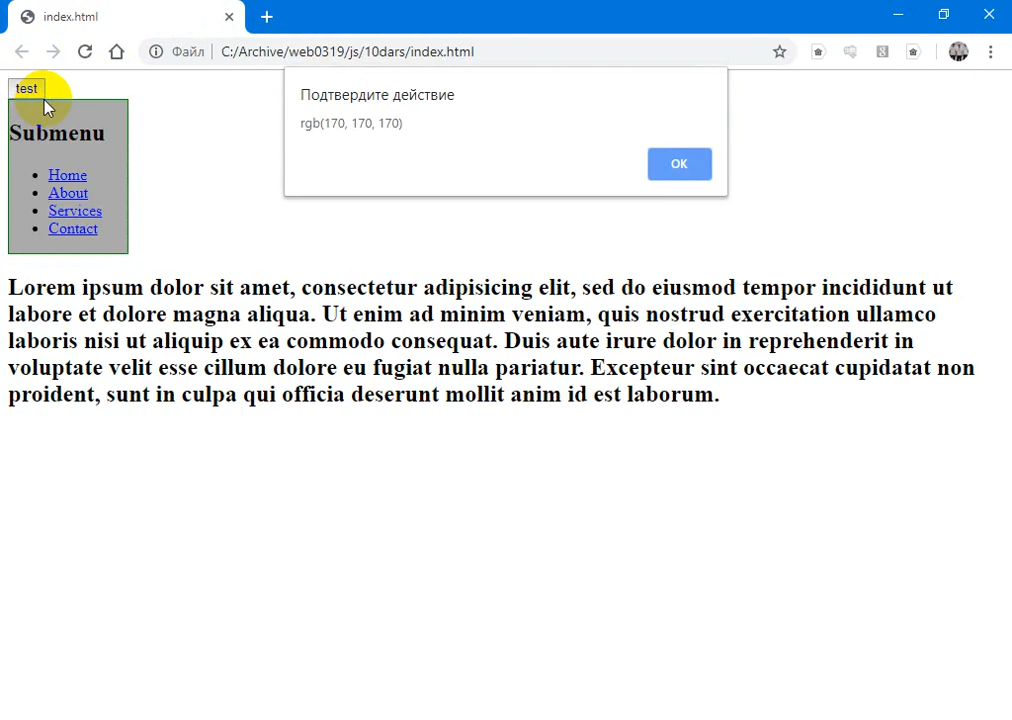 index.html
Файл
C:/Archive/web0319/js/10dars/index.html
Подтвердите действие
rgb(170, 170, 170)
OK
test
Submenu
Home
About
Services
Contact
Lorem ipsum dolor sit amet, consectetur adipisicing elit, sed do eiusmod tempor incididunt ut
labore et dolore magna aliqua. Ut enim ad minim veniam, quis nostrud exercitation ullamco
laboris nisi ut aliquip ex ea commodo consequat. Duis aute irure dolor in reprehenderit in
voluptate velit esse cillum dolore eu fugiat nulla pariatur. Excepteur sint occaecat cupidatat non
proident, sunt in culpa qui officia deserunt mollit anim id est laborum.